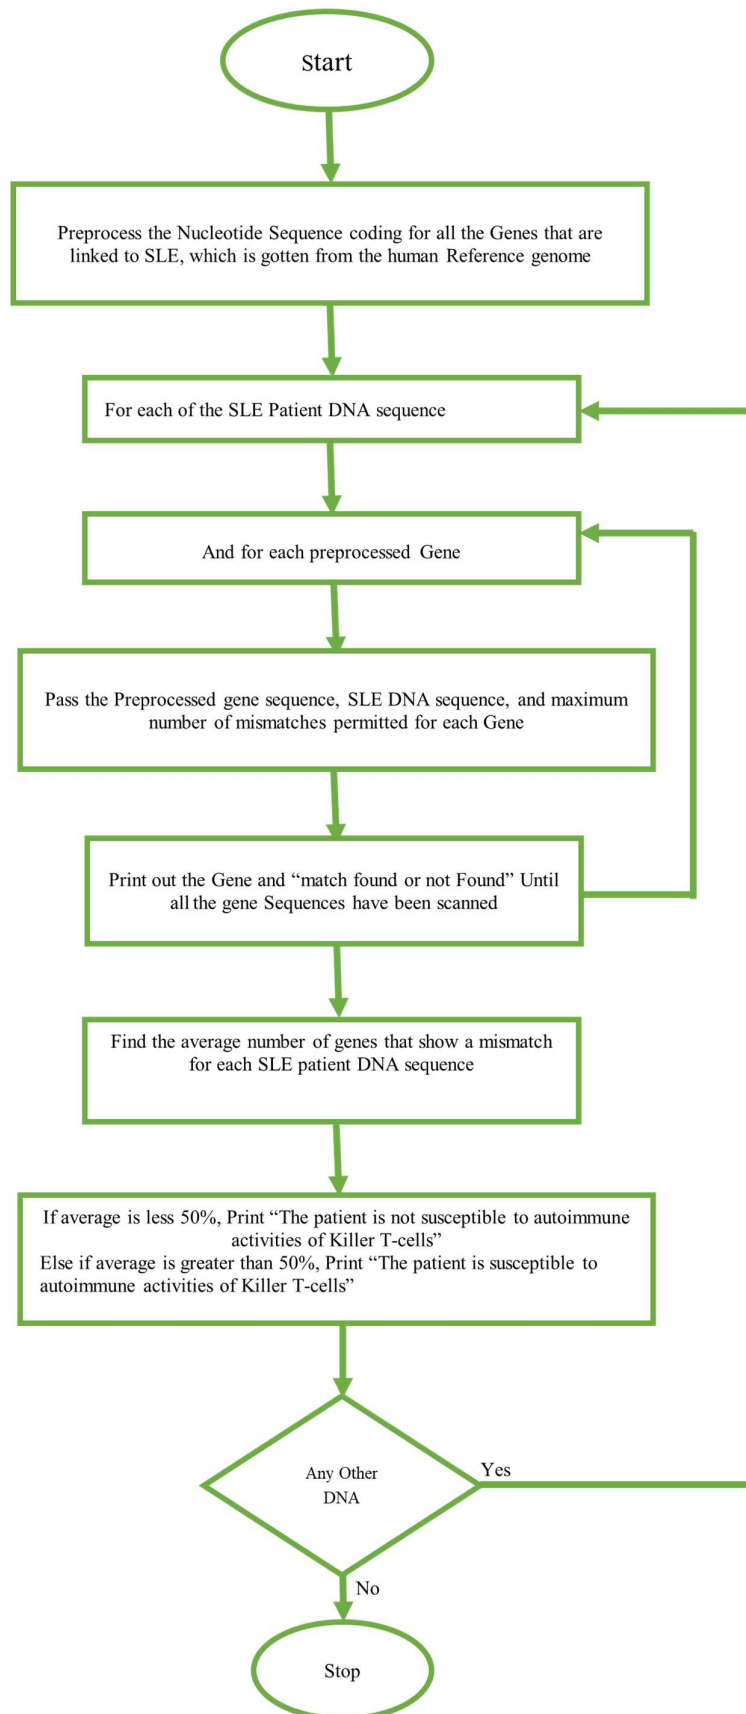 Start
Preprocess the Nucleotide Sequence coding for all the Genes that are
linked to SLE, which is gotten from the human Reference genome
For each of the SLE Patient DNA sequence
And for each preprocessed Gene
Pass the Preprocessed gene sequence, SLE DNA sequence, and maximum
number of mismatches permitted for each Gene
Print out the Gene and “match found or not Found” Until
all the gene Sequences have been scanned
Find the average number of genes that show a mismatch
for each SLE patient DNA sequence
If average is less 50%, Print “The patient is not susceptible to autoimmune
activities of Killer T-cells”
Else if average is greater than 50%, Print “The patient is susceptible to
autoimmune activities of Killer T-cells”
Any Other
DNA
Yes
No
Stop